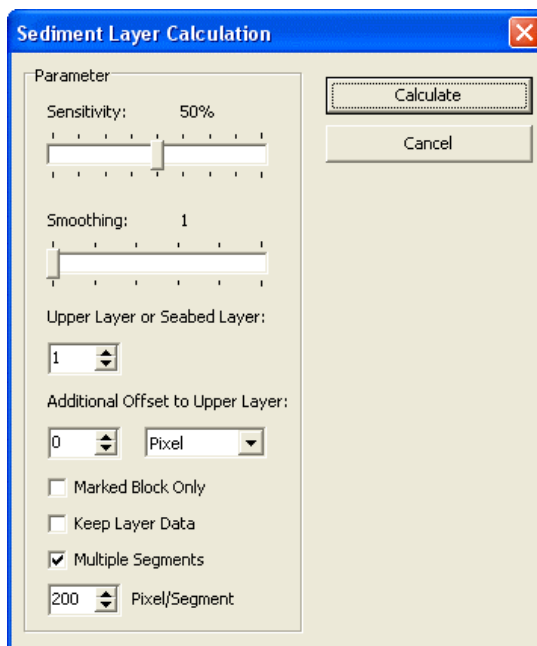 Sediment Layer Calculation
Parameter
Sensitivity: 50%
Calculate
Cancel
Smoothing: 1
Upper Layer or Seabed Layer:
1
Additional Offset to Upper Layer:
0 Pixel
Marked Block Only
Keep Layer Data
Multiple Segments
200 Pixel/Segment